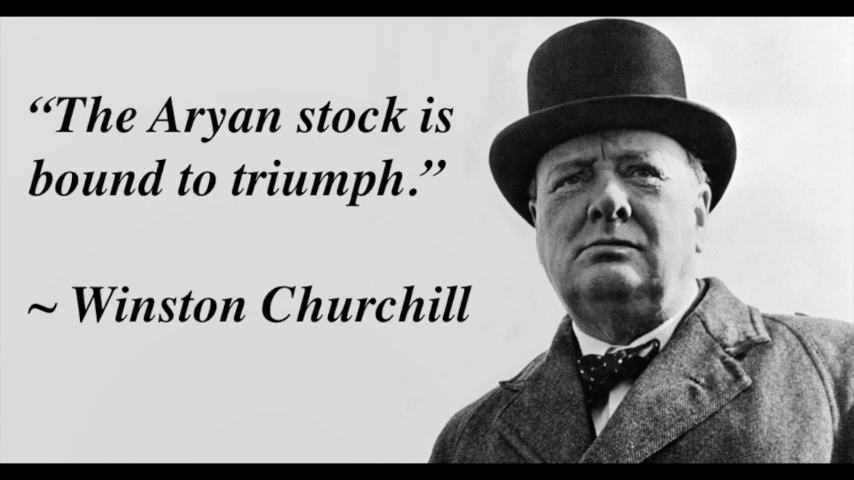 “The Aryan stock is
bound to triumph.”
~ Winston Churchill